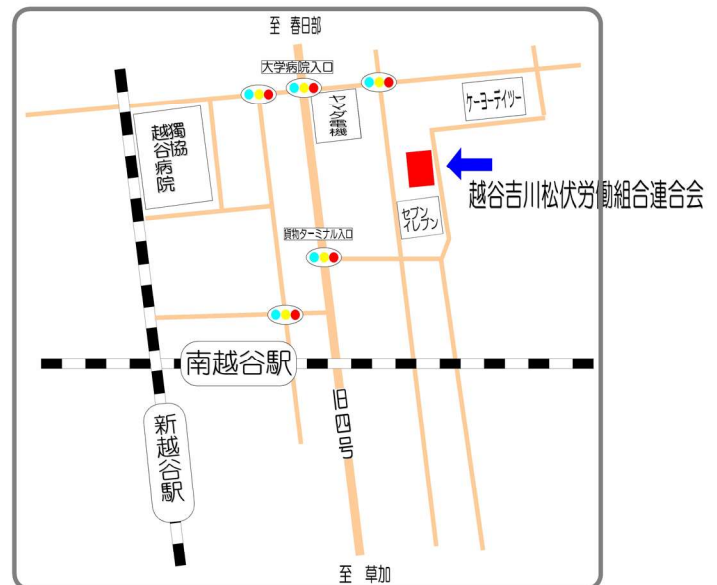 至 春日部
大学病院入口
ヤマダ電機
ケーヨーデイツー
獨協
越谷病院
越谷吉川松伏労働組合連合会
セブン
イレブン
貨物ターミナル入口
南越谷駅
旧四号
新越谷駅
至 草加